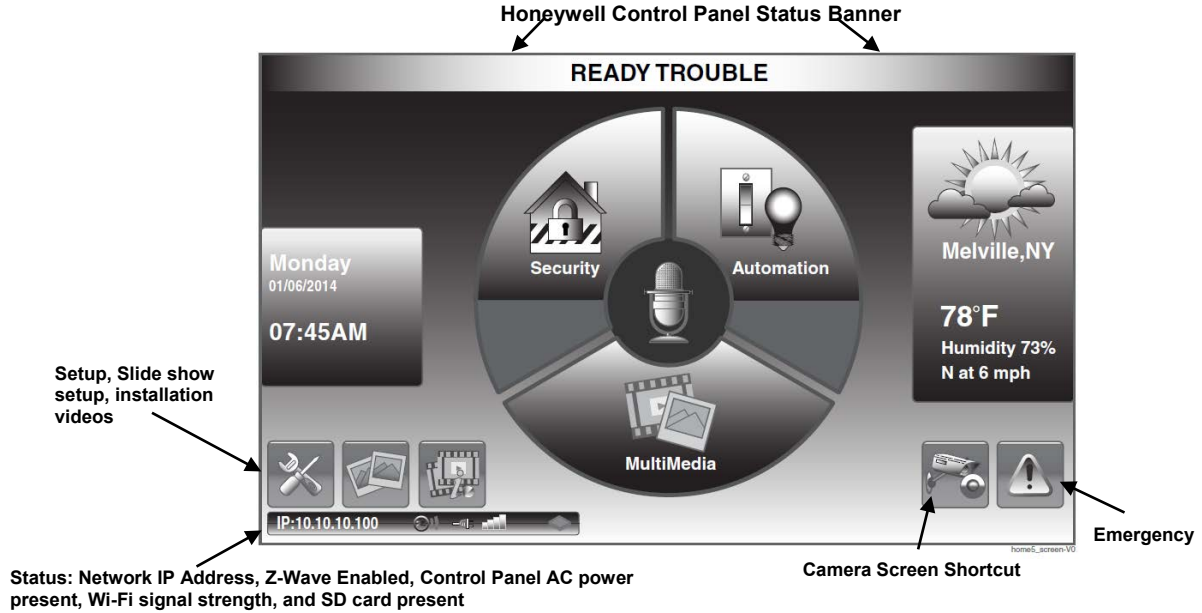 Honeywell Control Panel Status Banner
READY TROUBLE
Monday
01/06/2014
07:45AM
Security
Automation
MultiMedia
Melville,NY
78°F
Humidity 73%
N at 6 mph
Setup, Slide show
setup, installation
videos
IP:10.10.10.100
home5_screen-V0
Emergency
Camera Screen Shortcut
Status: Network IP Address, Z-Wave Enabled, Control Panel AC power
present, Wi-Fi signal strength, and SD card present